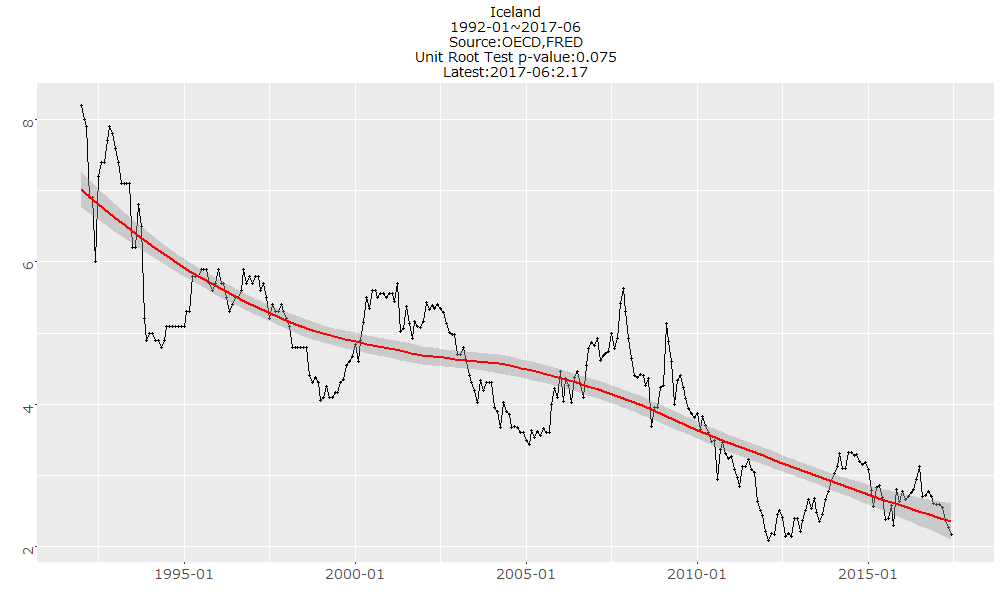 Iceland
1992-01~2017-06
Source:OECD,FRED
Unit Root Test p-value:0.075
Latest:2017-06:2.17
8
6
4
2
1995-01 2000-01 2005-01 2010-01 2015-01